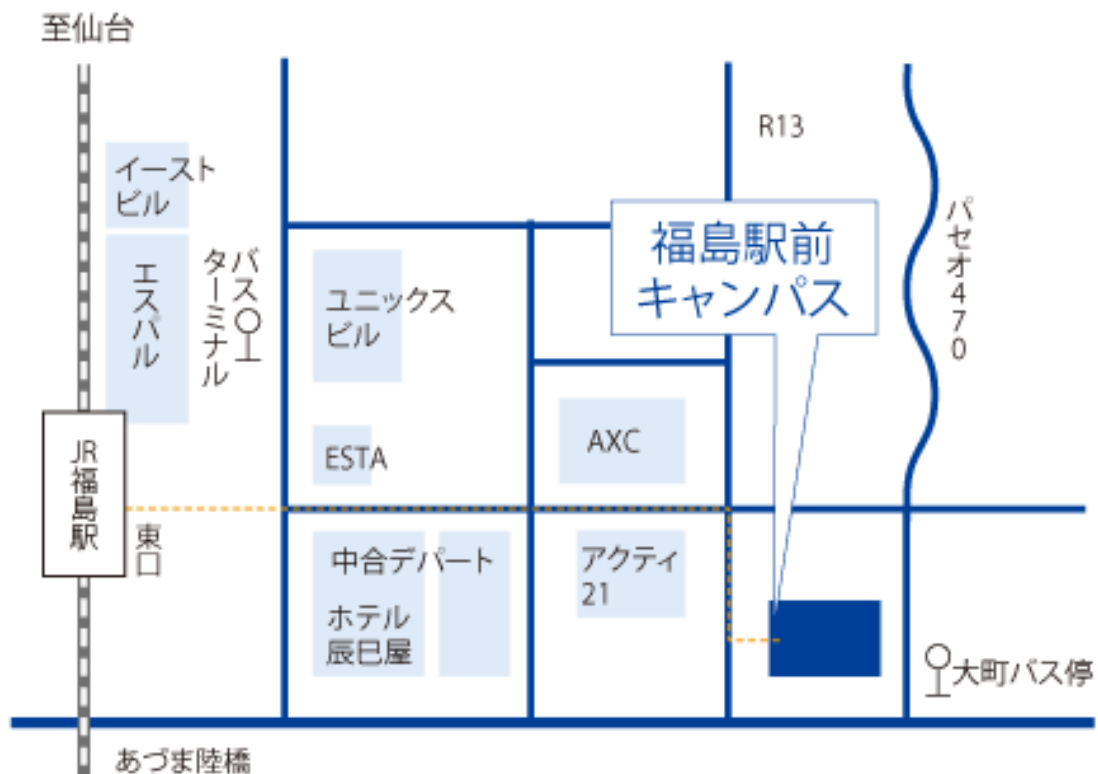 至仙台
R13
イースト
ビル
福島駅前
キャンパス
パセオ470
エスパル
バス
ターミナル
ユニックス
ビル
AXC
ESTA
JR福島駅
東口
中合デパート
アクティ
21
ホテル
辰巳屋
大町バス停
あづま陸橋